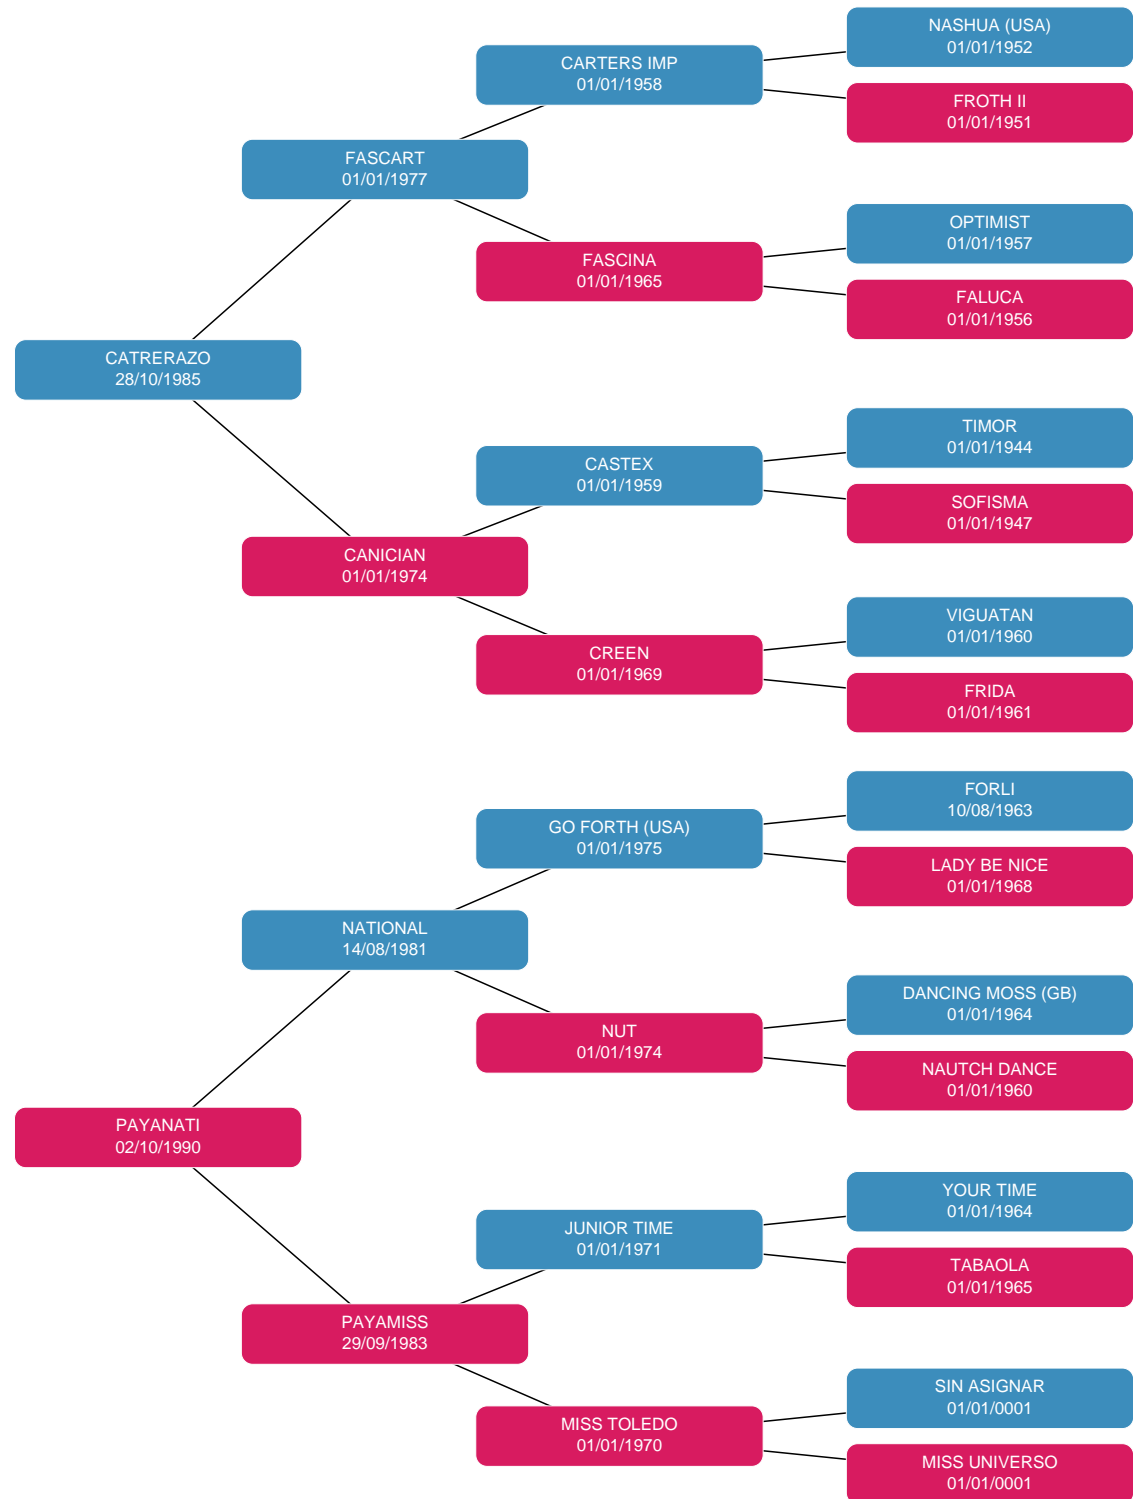 NASHUA (USA)
01/01/1952
CARTERS IMP
01/01/1958
FROTH II
01/01/1951
FASCART
01/01/1977
OPTIMIST
01/01/1957
FASCINA
01/01/1965
FALUCA
01/01/1956
CATRERAZO
28/10/1985
TIMOR
01/01/1944
CASTEX
01/01/1959
SOFISMA
01/01/1947
CANICIAN
01/01/1974
VIGUATAN
01/01/1960
CREEN
01/01/1969
FRIDA
01/01/1961
FORLI
10/08/1963
GO FORTH (USA)
01/01/1975
LADY BE NICE
01/01/1968
NATIONAL
14/08/1981
DANCING MOSS (GB)
01/01/1964
NUT
01/01/1974
NAUTCH DANCE
01/01/1960
PAYANATI
02/10/1990
YOUR TIME
01/01/1964
JUNIOR TIME
01/01/1971
TABAOLA
01/01/1965
PAYAMISS
29/09/1983
SIN ASIGNAR
01/01/0001
MISS TOLEDO
01/01/1970
MISS UNIVERSO
01/01/0001